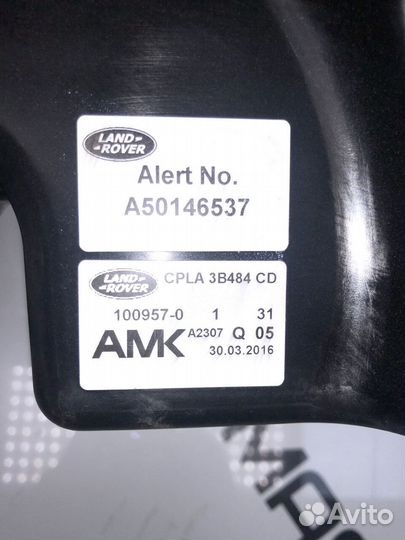 LAND-
-ROVER
Alert No.
A50146537
LAND-
-ROVER
CPLA 3B484 CD
100957-0 1 31
AMK A2307 Q 05
30.03.2016
Avito